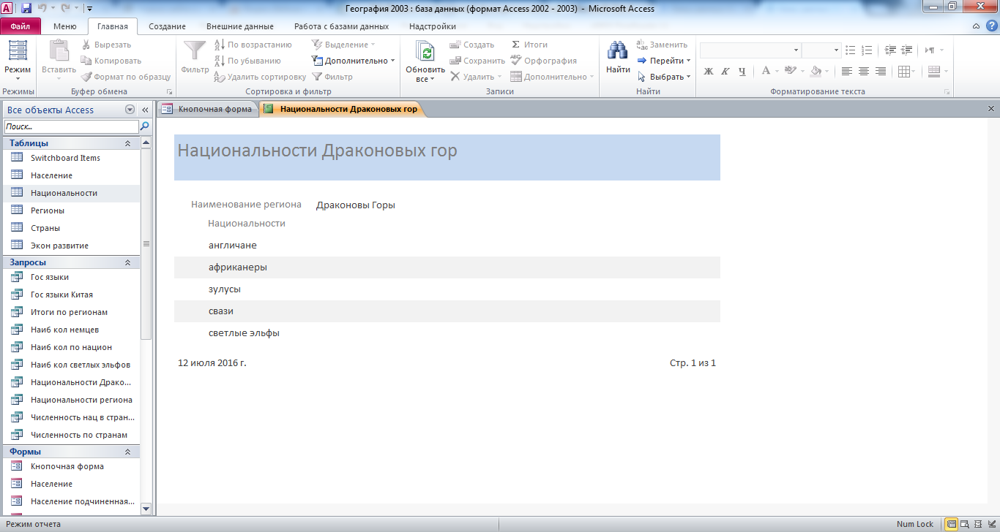 География 2003 : база данных (формат Access 2002 - 2003) - Microsoft Access
Файл Меню Главная Создание Внешние данные Работа с базами данных Надстройки
Режим
Режимы
Вставить
Вырезать
Копировать
Формат по образцу
Буфер обмена
Фильтр
По возрастанию
По убыванию
Удалить сортировку
Выделение
Дополнительно
Фильтр
Сортировка и фильтр
Обновить все
Создать
Сохранить
Удалить
Итоги
Орфография
Дополнительно
Записи
Найти
Заменить
Перейти
Выбрать
Найти
Ж К Ч
Форматирование текста
Все объекты Access
Поиск...
Таблицы
Switchboard Items
Население
Национальности
Регионы
Страны
Экон развитие
Запросы
Гос языки
Гос языки Китая
Итоги по регионам
Наиб кол немцев
Наиб кол по национ
Наиб кол светлых эльфов
Национальности Драко...
Национальности региона
Численность нац в стран...
Численность по странам
Формы
Кнопочная форма
Население
Население подчиненная...
Кнопочная форма
Национальности Драконовых гор
Национальности Драконовых гор
Наименование региона Драконовы Горы
Национальности
англичане
африканеры
зулусы
свази
светлые эльфы
12 июля 2016 г. Стр. 1 из 1
Режим отчета Num Lock